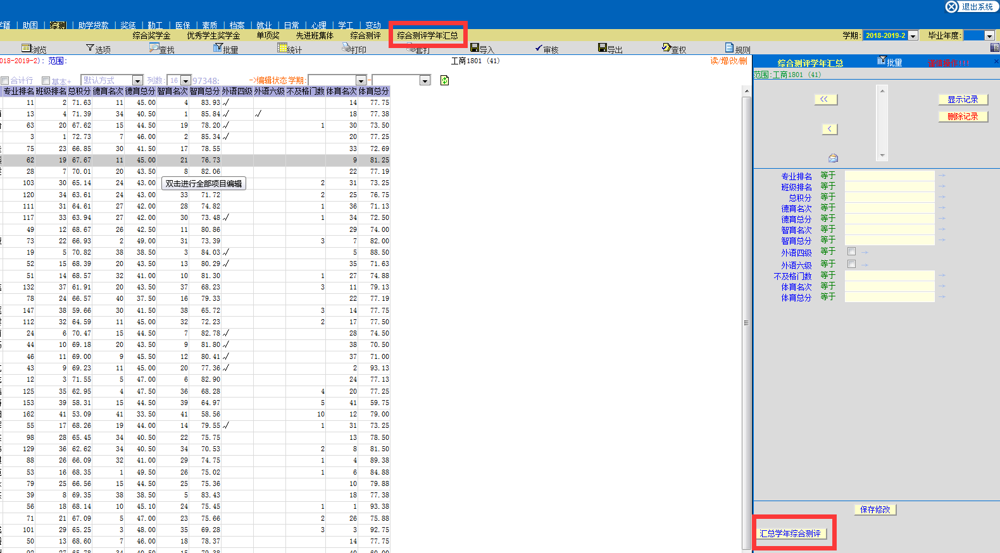 退出系统
学籍 | 助困 | 综测 | 助学贷款 | 奖惩 | 勤工 | 医保 | 素质 | 档案 | 就业 | 日常 | 心理 | 学工 | 变动
综合奖学金 优秀学生奖学金 单项奖 先进班集体 综合测评 综合测评学年汇总 学期: 2018-2019-2 毕业年度:
浏览 选项 查找 批量 统计 打印 套打 导入 审核 导出 查权 规则
018-2019-2): 范围: 工商1801 (41) 读/增/改/删
合计行 基本+ 默认方式 列数: 16 97348: ->编辑状态 学期: -
专业排名 班级排名 总积分 德育名次 德育总分 智育名次 智育总分 外语四级 外语六级 不及格门数 体育名次 体育总分
11 2 71.63 11 45.00 4 83.93 √ 14 77.75
13 4 71.39 34 40.50 1 85.84 √ √ 18 77.38
63 20 67.62 15 44.50 19 78.20 √ 1 30 73.50
3 1 72.73 7 46.00 2 85.34 √ 20 77.25
75 23 66.85 30 41.50 17 78.55 33 72.69
62 19 67.67 11 45.00 21 76.73 9 81.25
28 7 70.01 20 43.50 8 82.06 22 77.19
103 30 65.14 24 43.00 2 31 73.25
双击进行全部项目编辑
120 34 63.61 24 43.00 33 71.72 2 25 76.75
111 31 64.61 27 42.00 28 74.82 1 36 71.13
117 33 63.94 27 42.00 30 73.48 √ 1 34 72.50
49 12 68.67 26 42.50 11 80.86 29 74.00
73 22 66.93 2 49.00 31 73.39 3 7 82.00
19 5 70.82 38 38.50 3 84.03 √ 5 88.50
52 15 68.39 20 43.50 13 80.29 √ 35 71.63
51 14 68.57 32 41.00 10 81.30 1 27 74.88
132 37 61.91 20 43.50 37 68.23 3 11 79.13
78 24 66.57 40 37.50 16 79.33 22 77.19
147 38 59.66 30 41.50 38 65.72 3 14 77.75
112 32 64.59 11 45.00 32 72.23 2 17 77.50
24 6 70.47 15 44.50 7 82.78 √ 28 74.50
44 10 69.18 20 43.50 9 81.80 √ 38 70.50
46 11 69.00 9 45.50 12 80.41 √ 37 71.00
43 9 69.23 11 45.00 20 77.36 √ 2 93.13
12 3 71.55 5 47.00 6 82.90 24 77.13
125 35 62.95 4 47.50 36 68.28 4 20 77.25
153 39 58.31 15 44.50 39 64.97 5 41 59.75
162 41 53.09 41 33.50 41 58.56 10 12 79.00
55 17 68.26 19 44.00 14 79.55 √ 1 31 73.25
98 28 65.45 34 40.50 22 75.75 13 78.50
129 36 62.62 34 40.50 34 70.53 2 8 81.50
88 26 66.09 32 41.00 29 74.75 1 4 89.38
53 16 68.35 1 49.50 26 75.02 1 6 84.88
79 25 66.56 15 44.50 25 75.36 10 79.88
39 8 69.35 38 38.50 5 83.43 18 77.38
56 18 68.14 10 45.10 24 75.45 1 1 93.38
71 21 67.09 5 47.00 23 75.66 2 26 75.88
101 29 65.25 3 48.00 35 69.28 3 3 92.75
50 13 68.60 7 46.00 18 78.37 14 77.75
92 27 65.78 34 40.50 15 79.38 40 60.00
综合测评学年汇总 批量
范围:工商1801 (41)
<< 显示记录
删除记录
<
专业排名 等于 →
班级排名 等于 →
总积分 等于 →
德育名次 等于 →
德育总分 等于 →
智育名次 等于 →
智育总分 等于 →
外语四级 等于 →
外语六级 等于 →
不及格门数 等于 →
体育名次 等于 →
体育总分 等于 →
保存修改
汇总学年综合测评